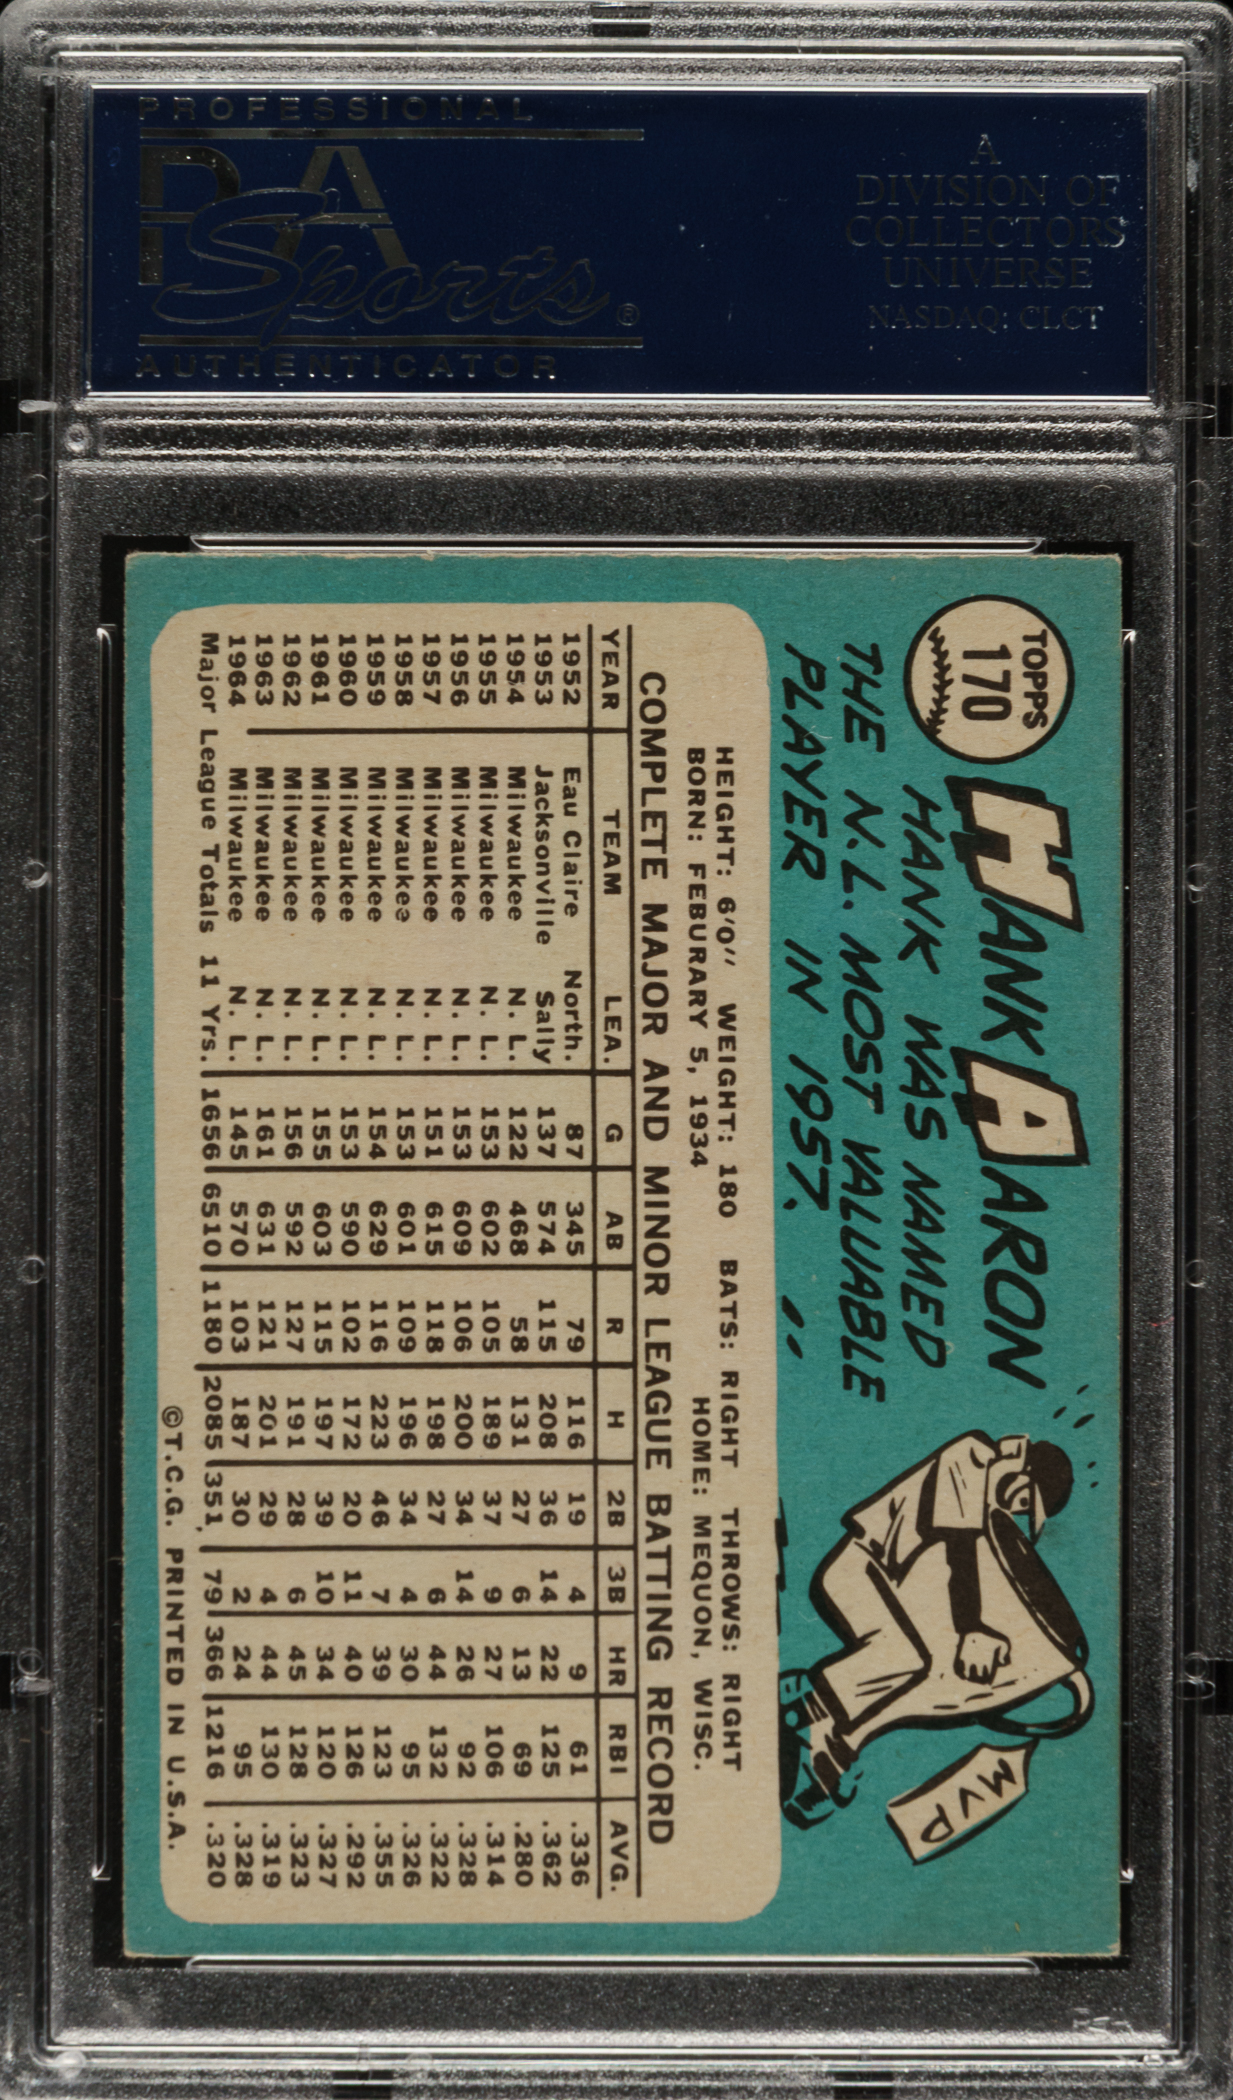 PROFESSIONAL
PSA
Sports®
AUTHENTICATOR
A
DIVISION OF
COLLECTORS
UNIVERSE
NASDAQ: CLCT
TOPPS
170
HANK AARON
HANK WAS NAMED
THE N.L. MOST VALUABLE
PLAYER IN 1957.
MVP
HEIGHT: 6'0" WEIGHT: 180 BATS: RIGHT THROWS: RIGHT
BORN: FEBURARY 5, 1934 HOME: MEQUON, WISC.
COMPLETE MAJOR AND MINOR LEAGUE BATTING RECORD
YEAR TEAM LEA. G AB R H 2B 3B HR RBI AVG.
1952 Eau Claire North. 87 345 79 116 19 4 9 61 .336
1953 Jacksonville Sally 137 574 115 208 36 14 22 125 .362
1954 Milwaukee N. L. 122 468 58 131 27 6 13 69 .280
1955 Milwaukee N. L. 153 602 105 189 37 9 27 106 .314
1956 Milwaukee N. L. 153 609 106 200 34 14 26 92 .328
1957 Milwaukee N. L. 151 615 118 198 27 6 44 132 .322
1958 Milwaukee N. L. 153 601 109 196 34 4 30 95 .326
1959 Milwaukee N. L. 154 629 116 223 46 7 39 123 .355
1960 Milwaukee N. L. 153 590 102 172 20 11 40 126 .292
1961 Milwaukee N. L. 155 603 115 197 39 10 34 120 .327
1962 Milwaukee N. L. 156 592 127 191 28 6 45 128 .323
1963 Milwaukee N. L. 161 631 121 201 29 4 44 130 .319
1964 Milwaukee N. L. 145 570 103 187 30 2 24 95 .328
Major League Totals 11 Yrs. 1656 6510 1180 2085 351 79 366 1216 .320
©T.C.G. PRINTED IN U.S.A.